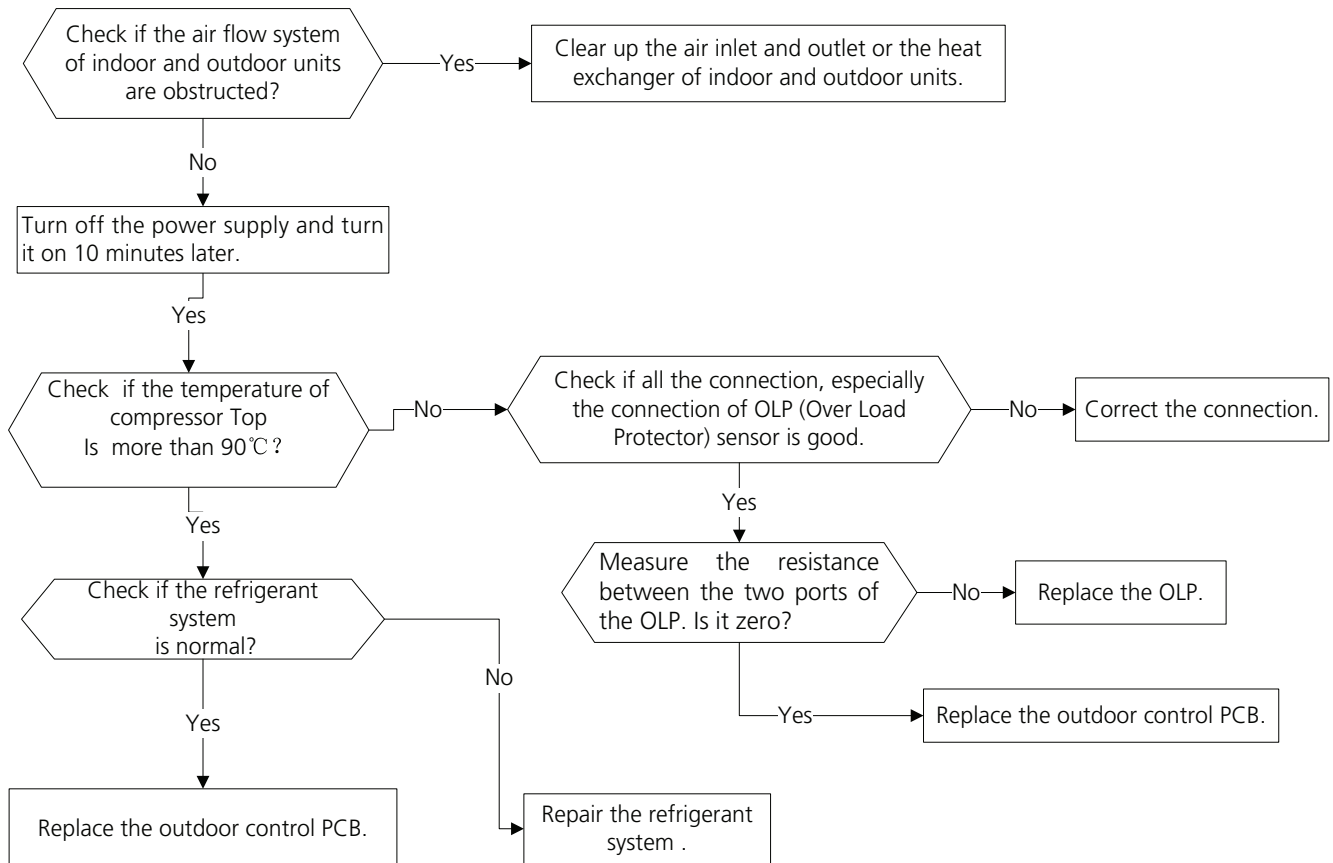 Check if the air flow system
of indoor and outdoor units
are obstructed?
Yes
Clear up the air inlet and outlet or the heat
exchanger of indoor and outdoor units.
No
Turn off the power supply and turn
it on 10 minutes later.
Yes
Check if the temperature of
compressor Top
Is more than 90℃?
No
Check if all the connection, especially
the connection of OLP (Over Load
Protector) sensor is good.
No
Correct the connection.
Yes
Yes
Measure the resistance
between the two ports of
the OLP. Is it zero?
No
Replace the OLP.
Check if the refrigerant
system
is normal?
No
Yes
Yes
Replace the outdoor control PCB.
Replace the outdoor control PCB.
Repair the refrigerant
system .